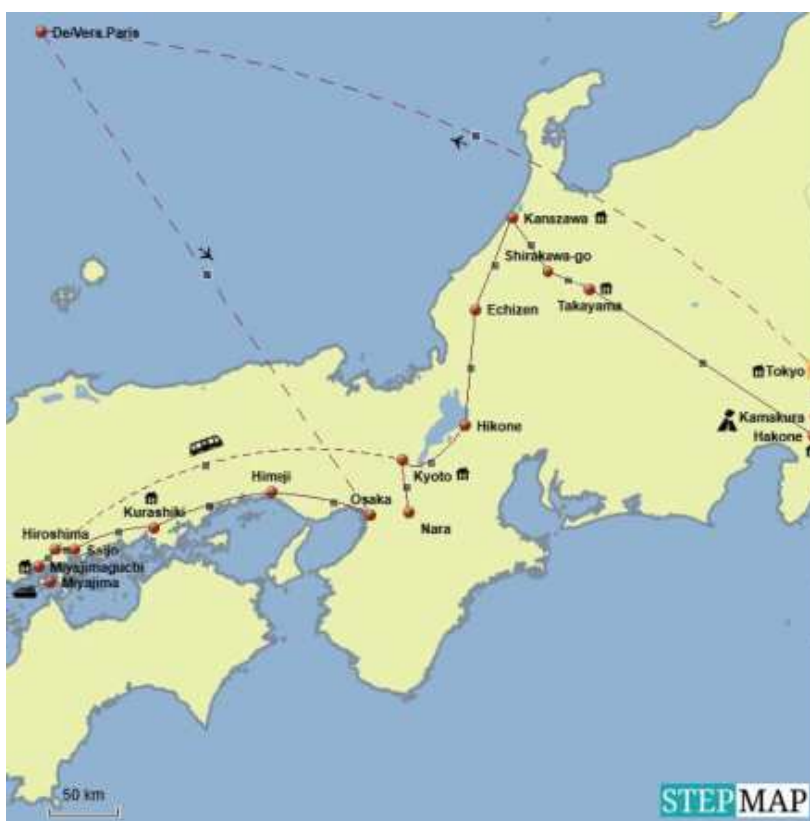 De/Vers Paris
Kanazawa
Shirakawa-go
Takayama
Echizen
Tokyo
Kamakura
Hakone
Hikone
Kyoto
Himeji
Osaka
Kurashiki
Nara
Hiroshima
Saijo
Miyajimaguchi
Miyajima
50 km
STEPMAP